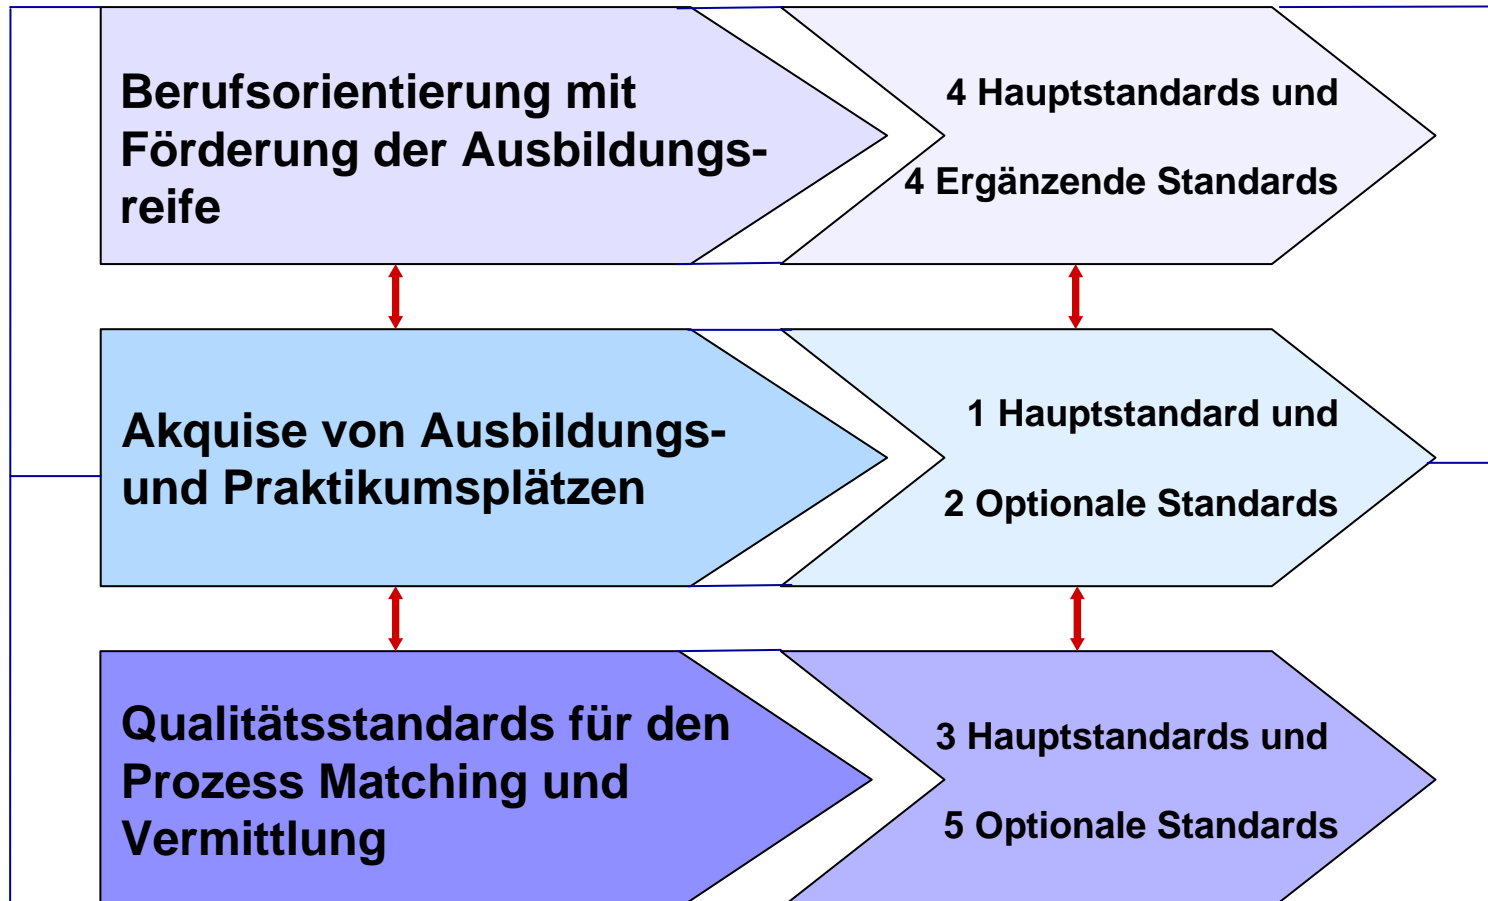 Berufsorientierung mit
Förderung der Ausbildungs-
reife
4 Hauptstandards und
4 Ergänzende Standards
Akquise von Ausbildungs-
und Praktikumsplätzen
1 Hauptstandard und
2 Optionale Standards
Qualitätsstandards für den
Prozess Matching und
Vermittlung
3 Hauptstandards und
5 Optionale Standards